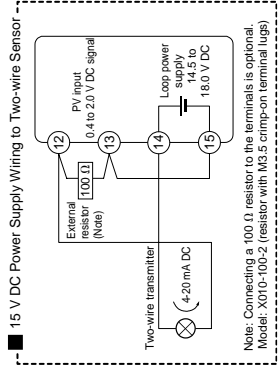 15 V DC Power Supply Wiring to Two-wire Sensor
PV input
0.4 to 2.0 V DC signal
Loop power
supply
14.5 to
18.0 V DC
12
13
14
15
100 Ω
External
resistor
(Note)
Two-wire transmitter
4-20 mA DC
Note: Connecting a 100 Ω resistor to the terminals is optional.
Model: X010-100-2 (resistor with M3.5 crimp-on terminal lugs)